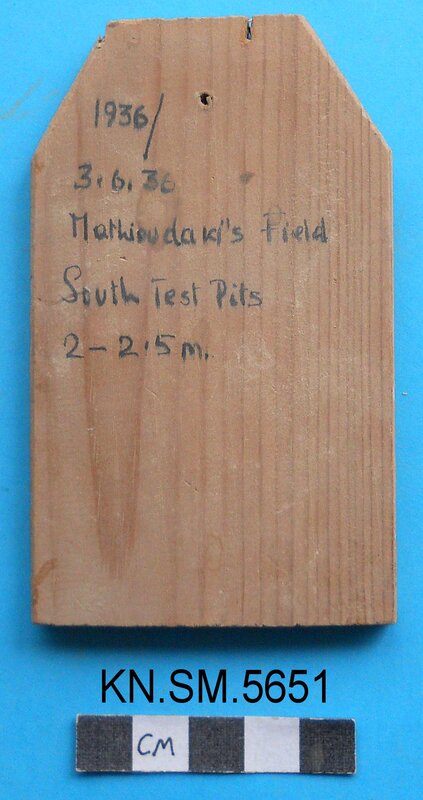 1936/
3.6.36
Mathioudaki's Field
South Test Pits
2-2.5m.
KN.SM.5651
CM